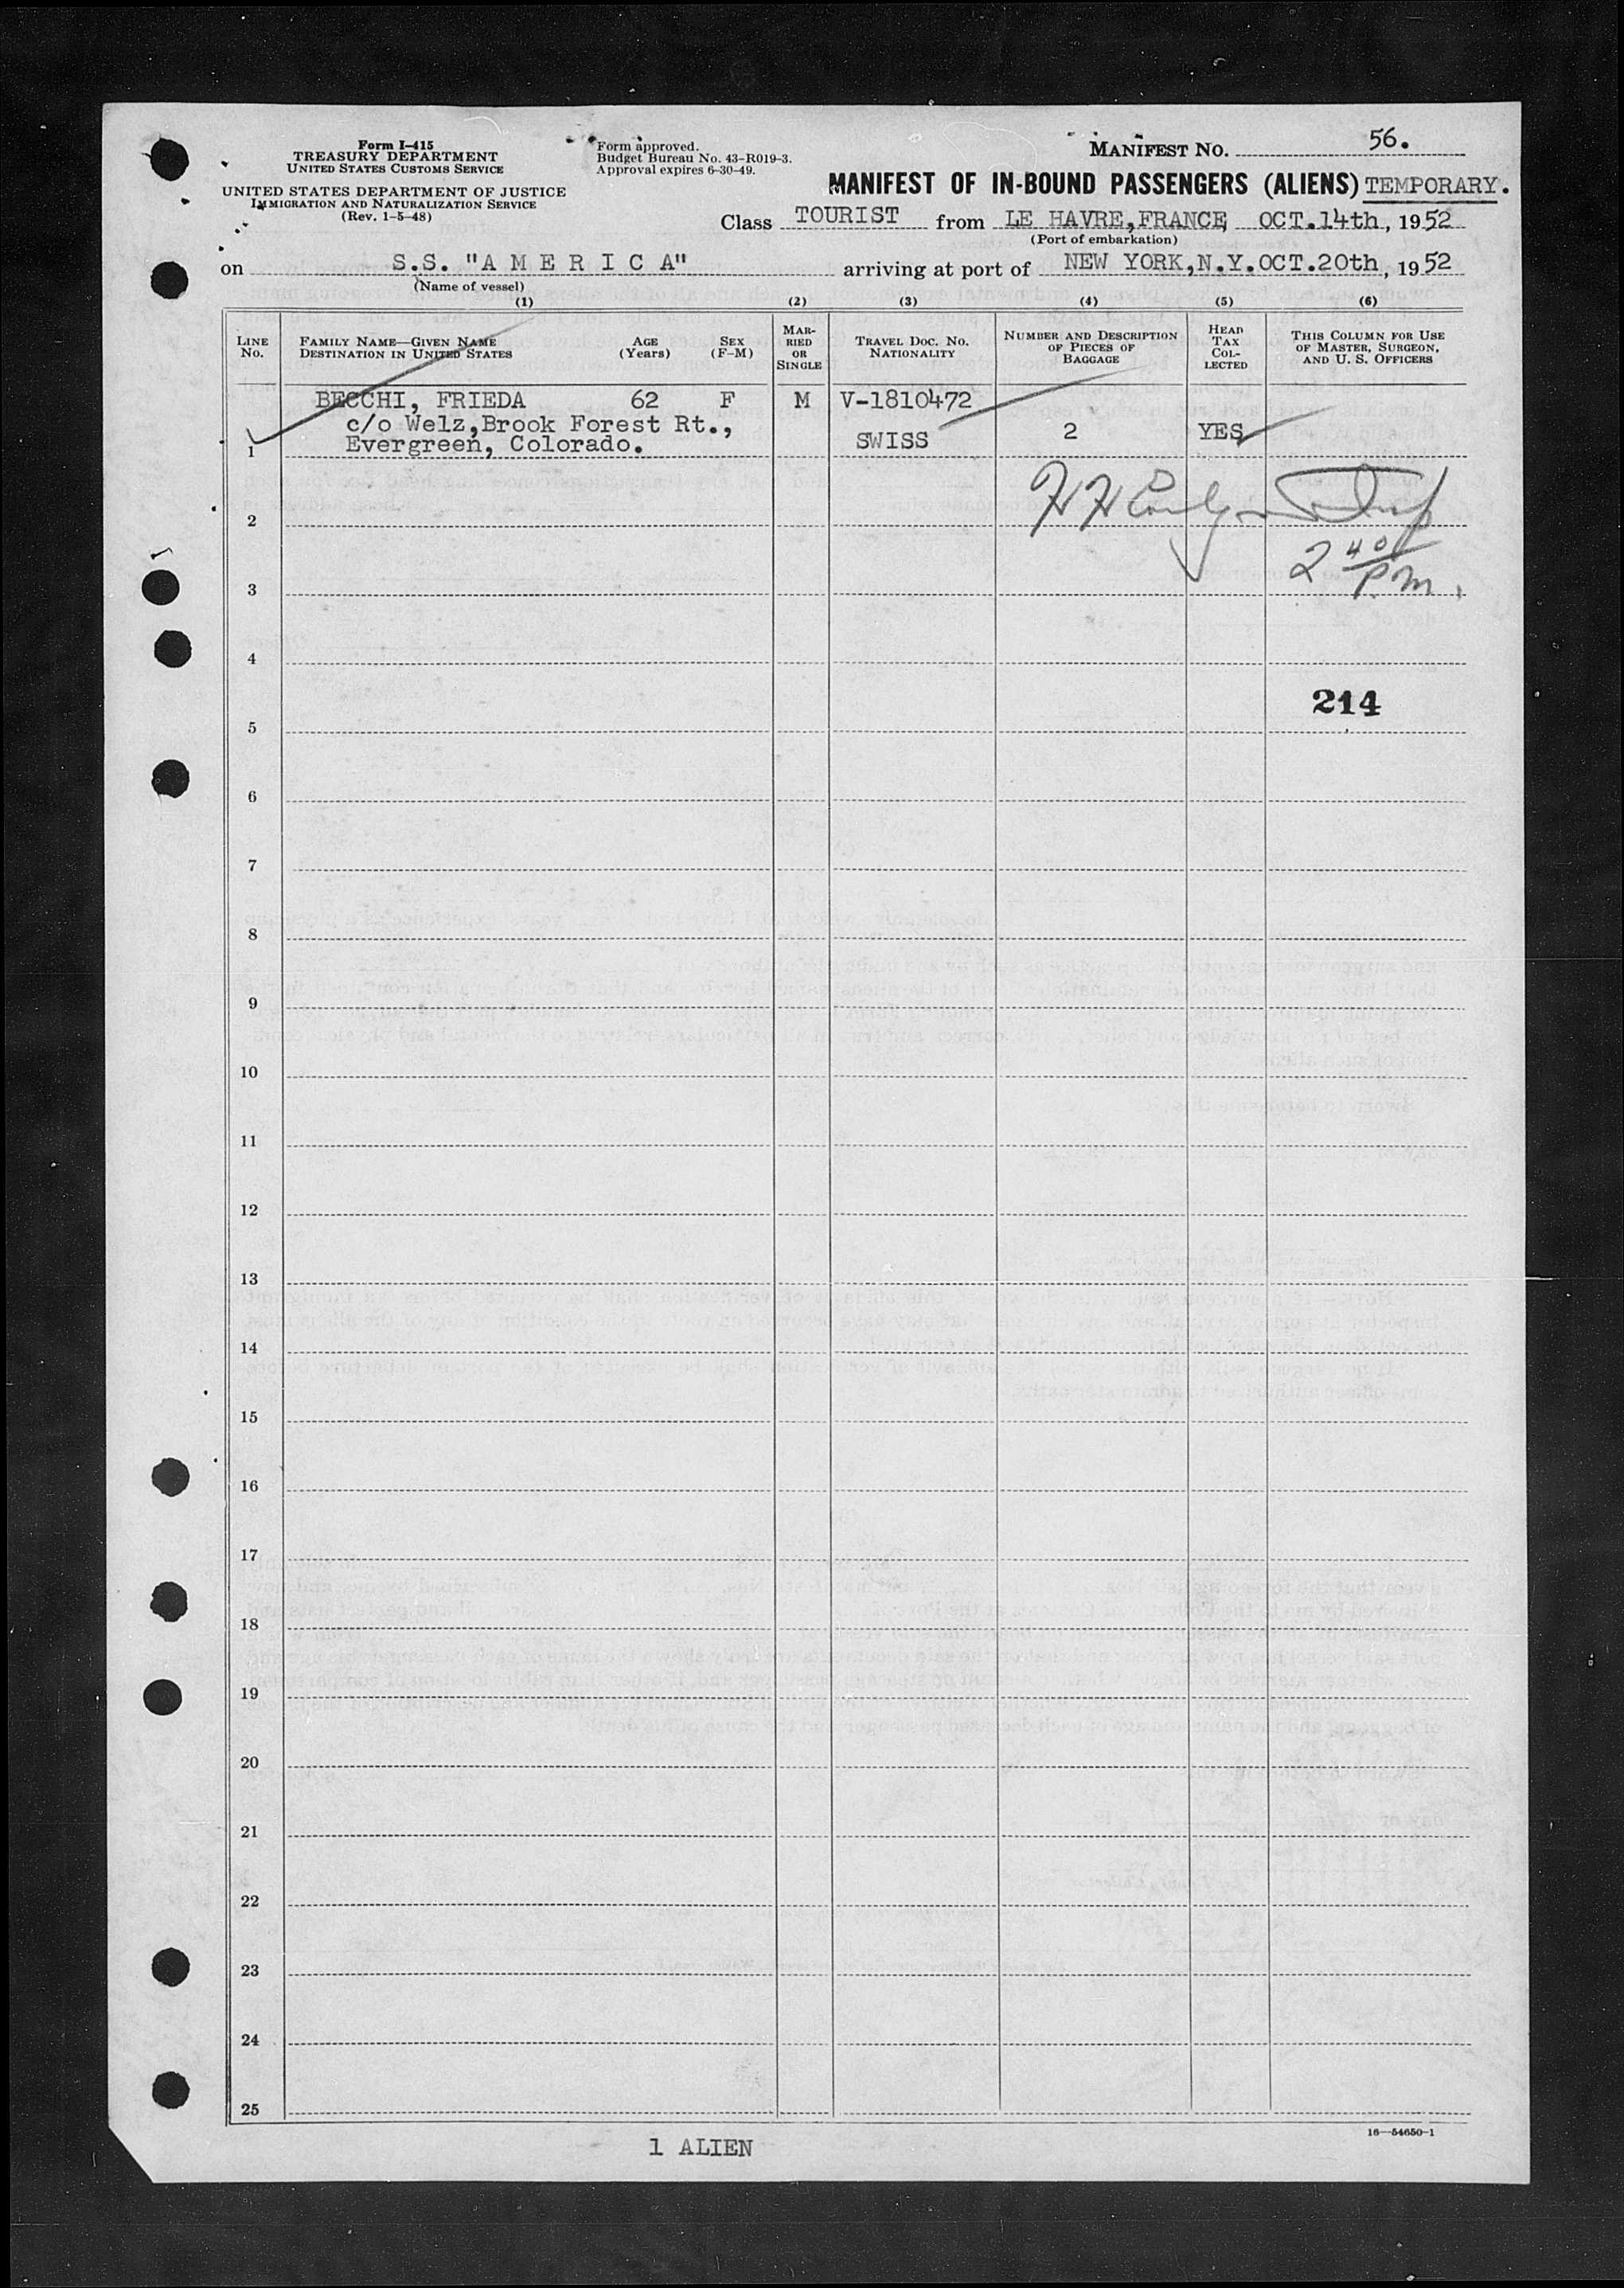 Form I-415
TREASURY DEPARTMENT
UNITED STATES CUSTOMS SERVICE
UNITED STATES DEPARTMENT OF JUSTICE
IMMIGRATION AND NATURALIZATION SERVICE
(Rev. 1-5-48)
Form approved.
Budget Bureau No. 43-R019-3.
Approval expires 6-30-49.
MANIFEST NO. 56.
MANIFEST OF IN-BOUND PASSENGERS (ALIENS) TEMPORARY.
Class TOURIST from LE HAVRE,FRANCE, OCT.14th, 1952
(Port of embarkation)
on S.S. "A M E R I C A" arriving at port of NEW YORK,N.Y.OCT.20th, 1952
(Name of vessel)
(1) (2) (3) (4) (5) (6)
LINE No.
FAMILY NAME—GIVEN NAME
DESTINATION IN UNITED STATES
AGE (Years)
SEX (F-M)
MAR-RIED OR SINGLE
TRAVEL DOC. NO. NATIONALITY
NUMBER AND DESCRIPTION OF PIECES OF BAGGAGE
HEAD TAX COL-LECTED
THIS COLUMN FOR USE OF MASTER, SURGEON, AND U. S. OFFICERS
BECCHI, FRIEDA 62 F M V-1810472
c/o Welz,Brook Forest Rt.,
1 Evergreen, Colorado. SWISS 2 YES
2
2 40/P.M.
3
4
214
5
6
7
8
9
10
11
12
13
14
15
16
17
18
19
20
21
22
23
24
25
16—54650-1
1 ALIEN